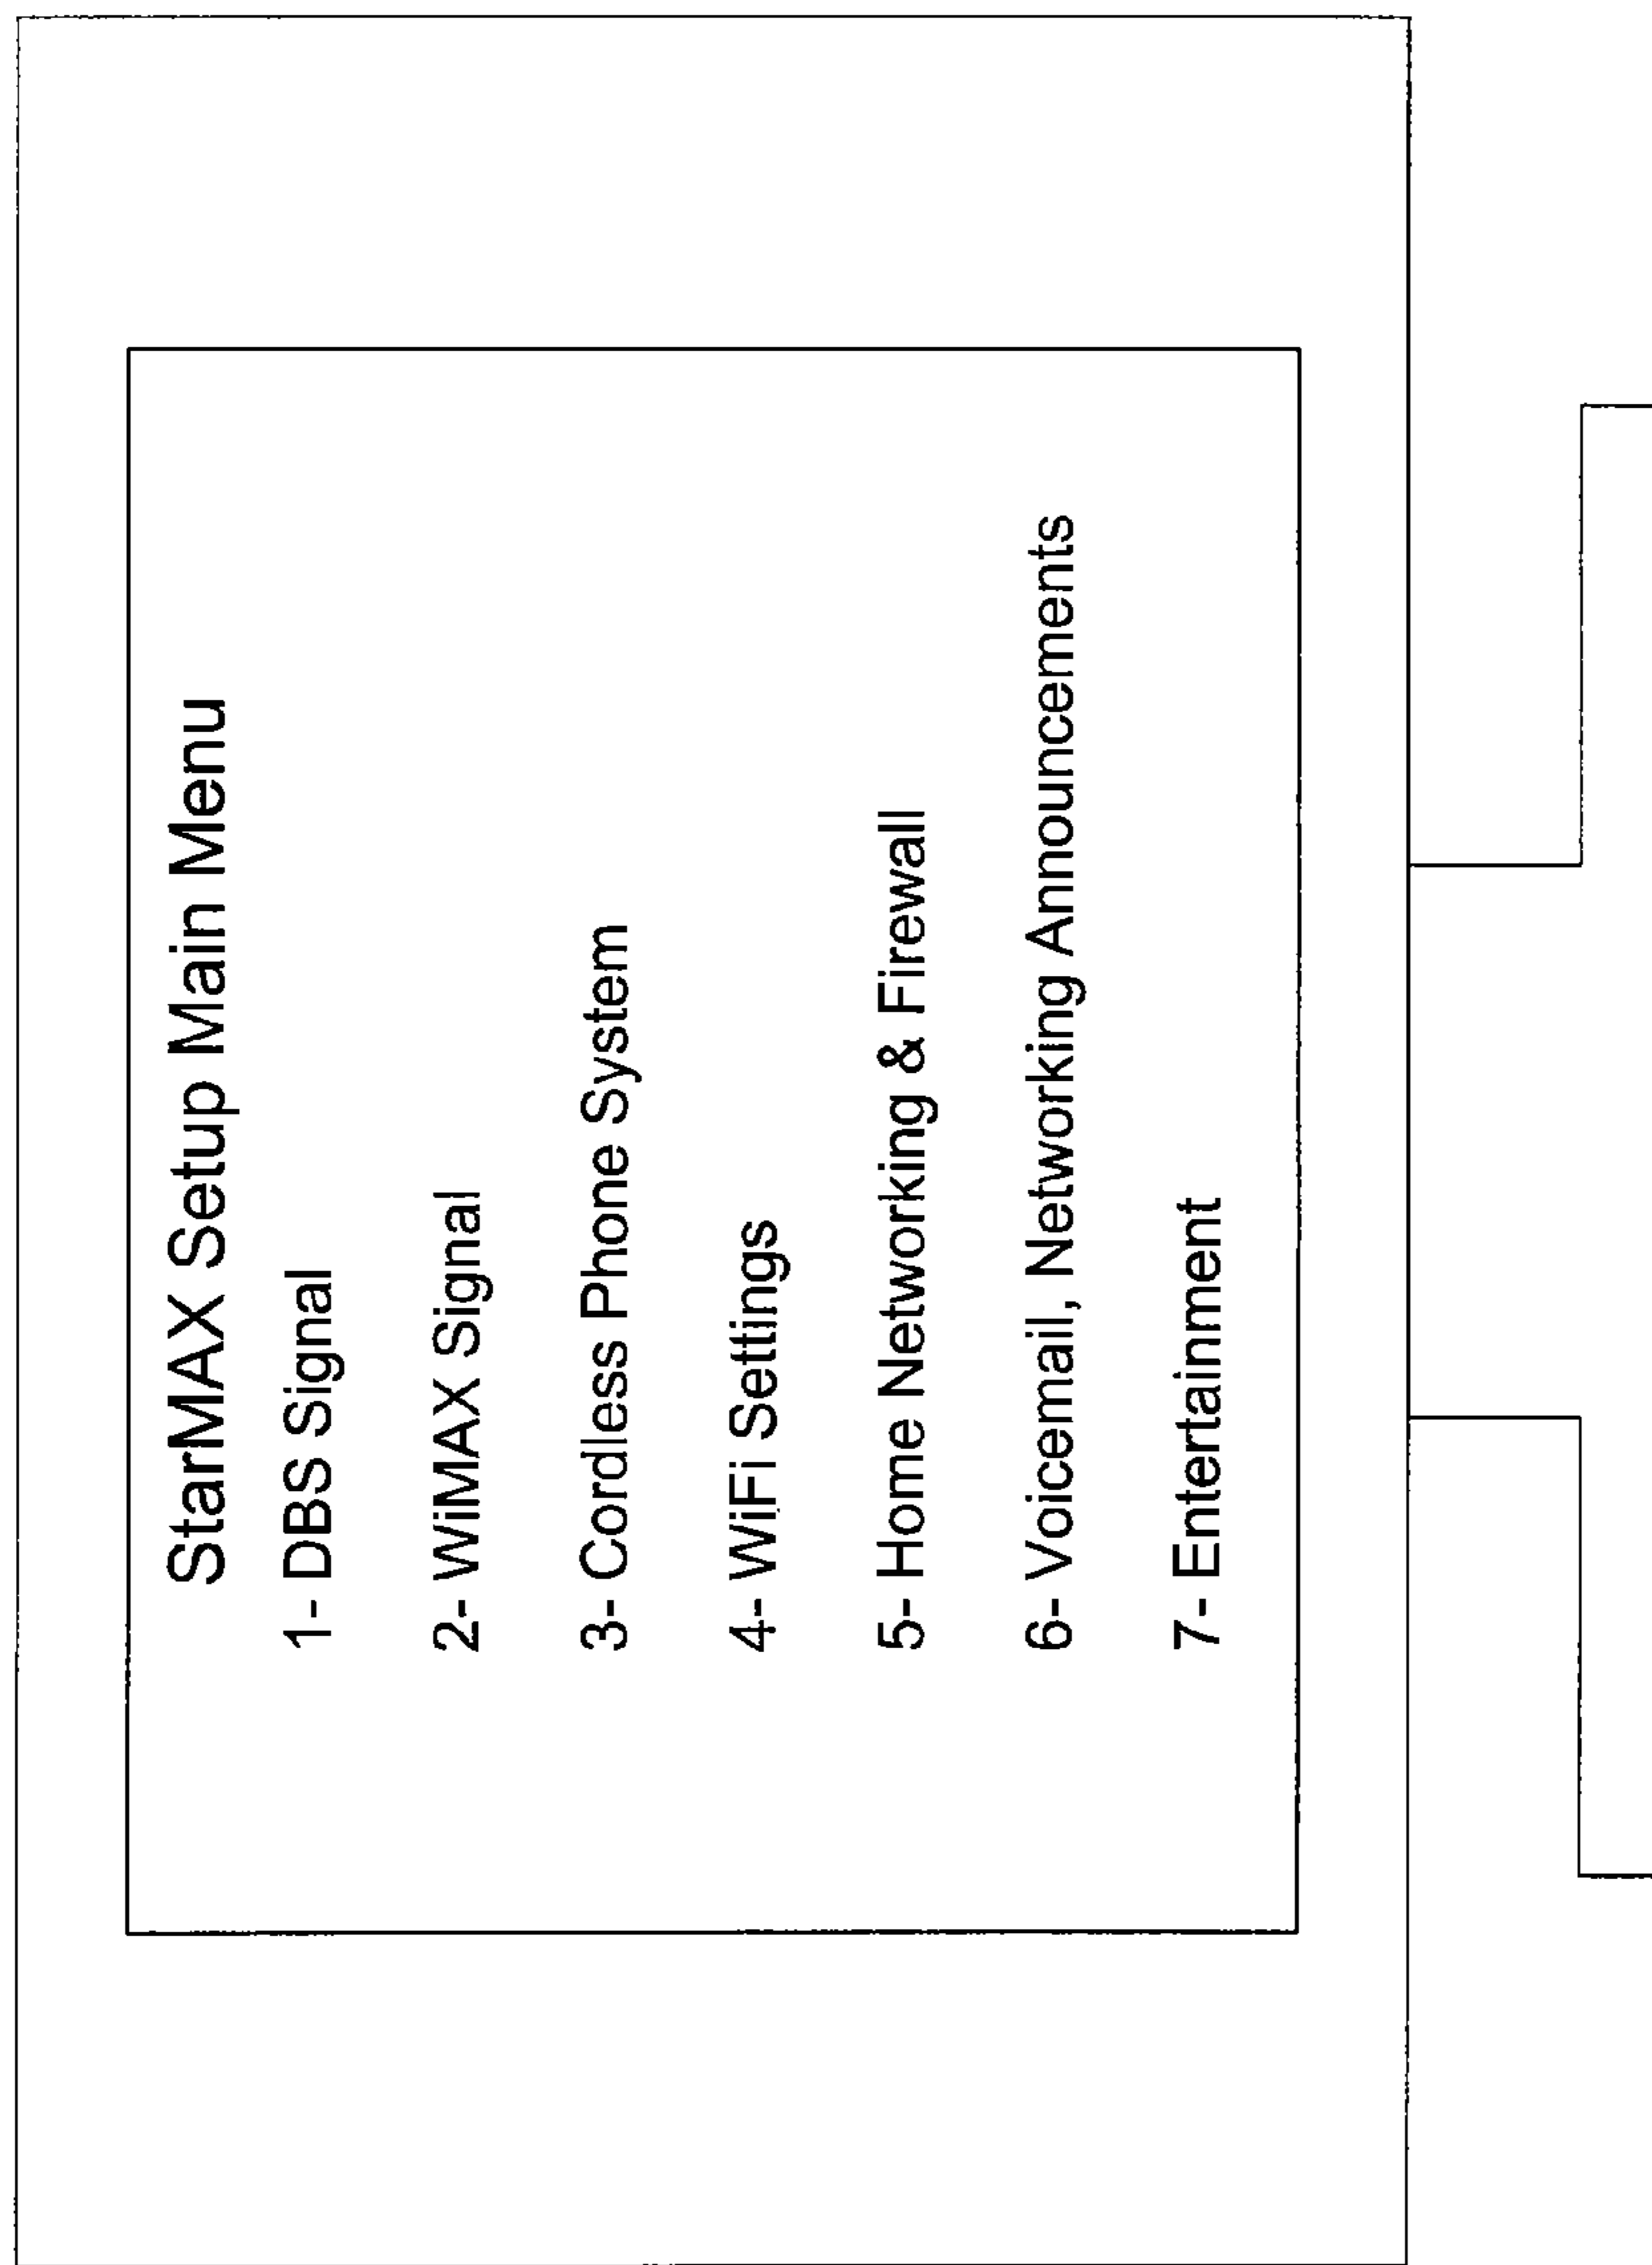 StarMAX Setup Main Menu
1- DBS Signal
2- WiMAX Signal
3- Cordless Phone System
4- WiFi Settings
5- Home Networking & Firewall
6- Voicemail, Networking Announcements
7- Entertainment